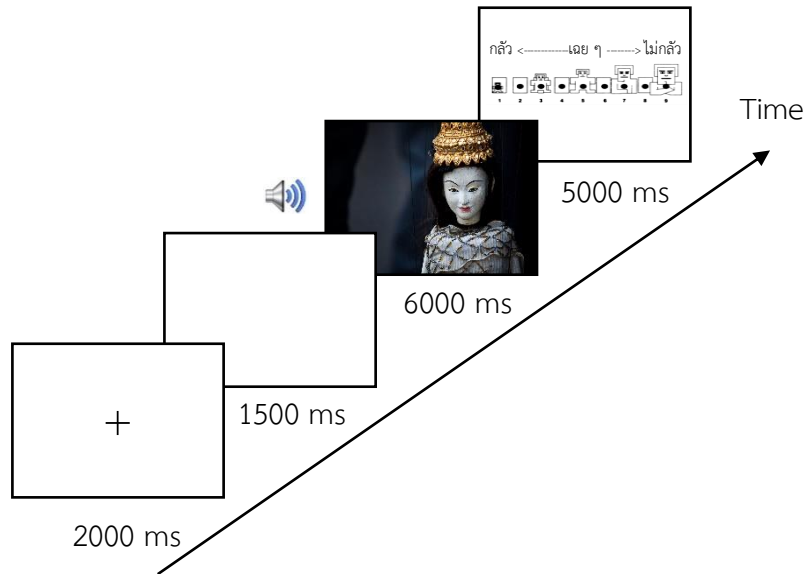 กลัว <------------เฉย ๆ --------> ไม่กลัว
1 2 3 4 5 6 7 8 9
Time
5000 ms
6000 ms
1500 ms
+
2000 ms